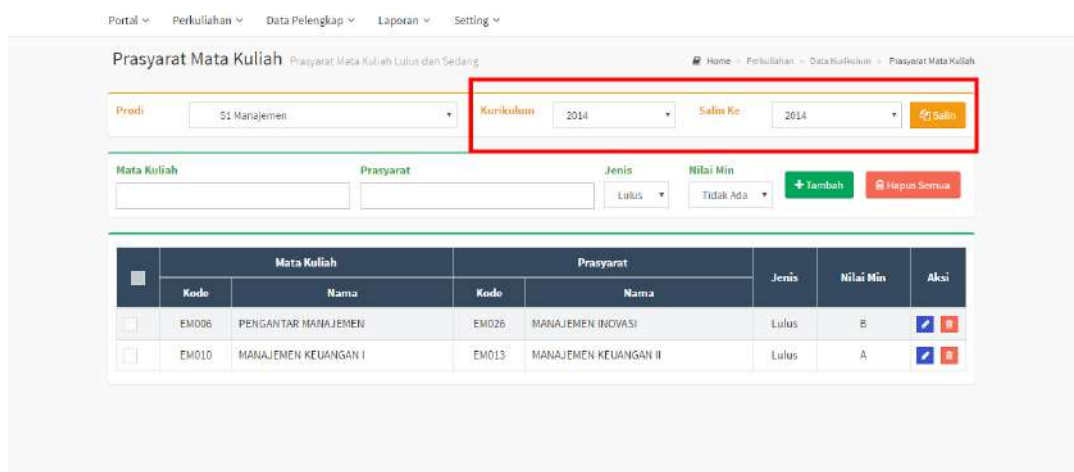 Portal Perkuliahan Data Pelengkap Laporan Setting
Prasyarat Mata Kuliah Prasyarat Mata Kuliah Lulus dan Sedang Home > Perkuliahan > Data Kurikulum > Prasyarat Mata Kuliah
Prodi S1 Manajemen Kurikulum 2014 Salin Ke 2014 Salin
Mata Kuliah Prasyarat Jenis Nilai Min
Lulus Tidak Ada + Tambah Hapus Semua
Mata Kuliah Prasyarat Jenis Nilai Min Aksi
Kode Nama Kode Nama
EM006 PENGANTAR MANAJEMEN EM026 MANAJEMEN INOVASI Lulus B
EM010 MANAJEMEN KEUANGAN I EM013 MANAJEMEN KEUANGAN II Lulus A